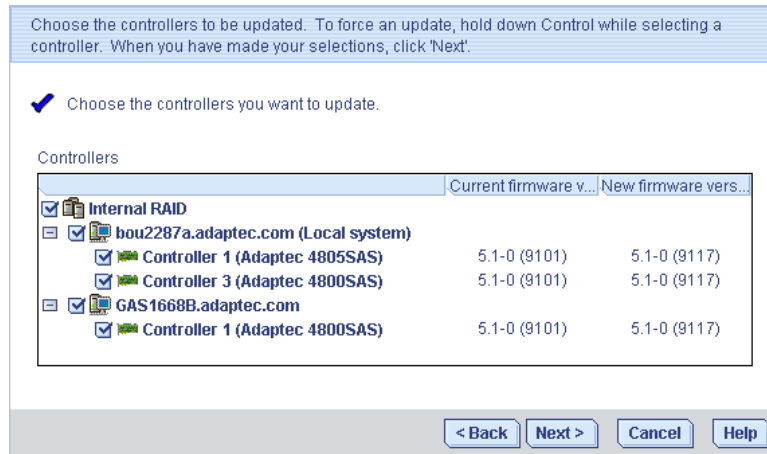 Choose the controllers to be updated. To force an update, hold down Control while selecting a
controller. When you have made your selections, click 'Next'.
Choose the controllers you want to update.
Controllers
Current firmware v... New firmware vers...
Internal RAID
bou2287a.adaptec.com (Local system)
Controller 1 (Adaptec 4805SAS) 5.1-0 (9101) 5.1-0 (9117)
Controller 3 (Adaptec 4800SAS) 5.1-0 (9101) 5.1-0 (9117)
GAS1668B.adaptec.com
Controller 1 (Adaptec 4800SAS) 5.1-0 (9101) 5.1-0 (9117)
< Back Next > Cancel Help